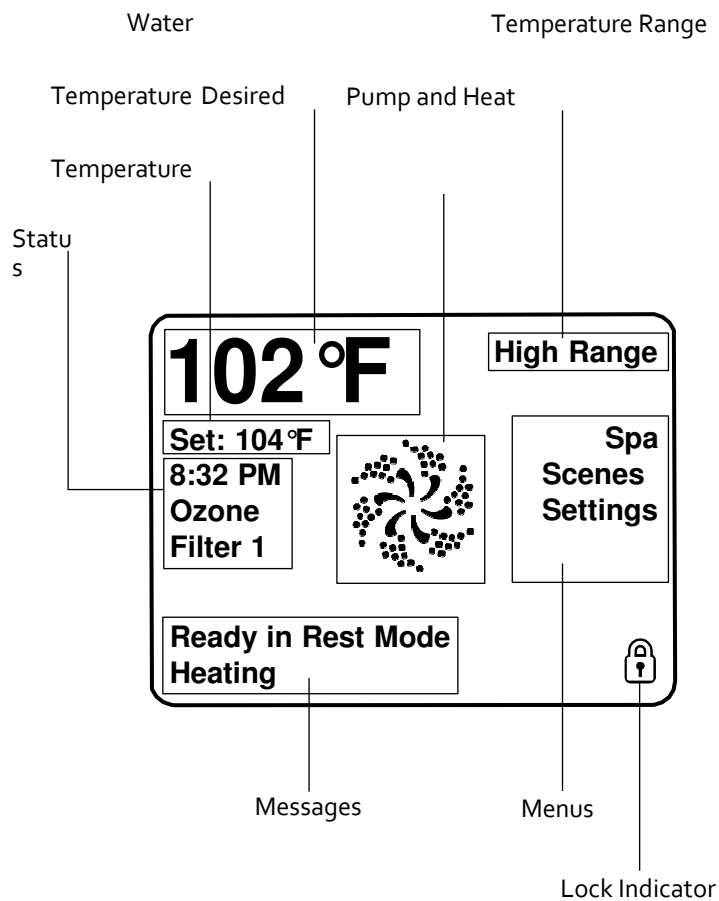 Water
Temperature Range
Temperature Desired
Pump and Heat
Temperature
Statu
s
102°F
High Range
Set: 104°F
8:32 PM
Ozone
Filter 1
Spa
Scenes
Settings
Ready in Rest Mode
Heating
Messages
Menus
Lock Indicator